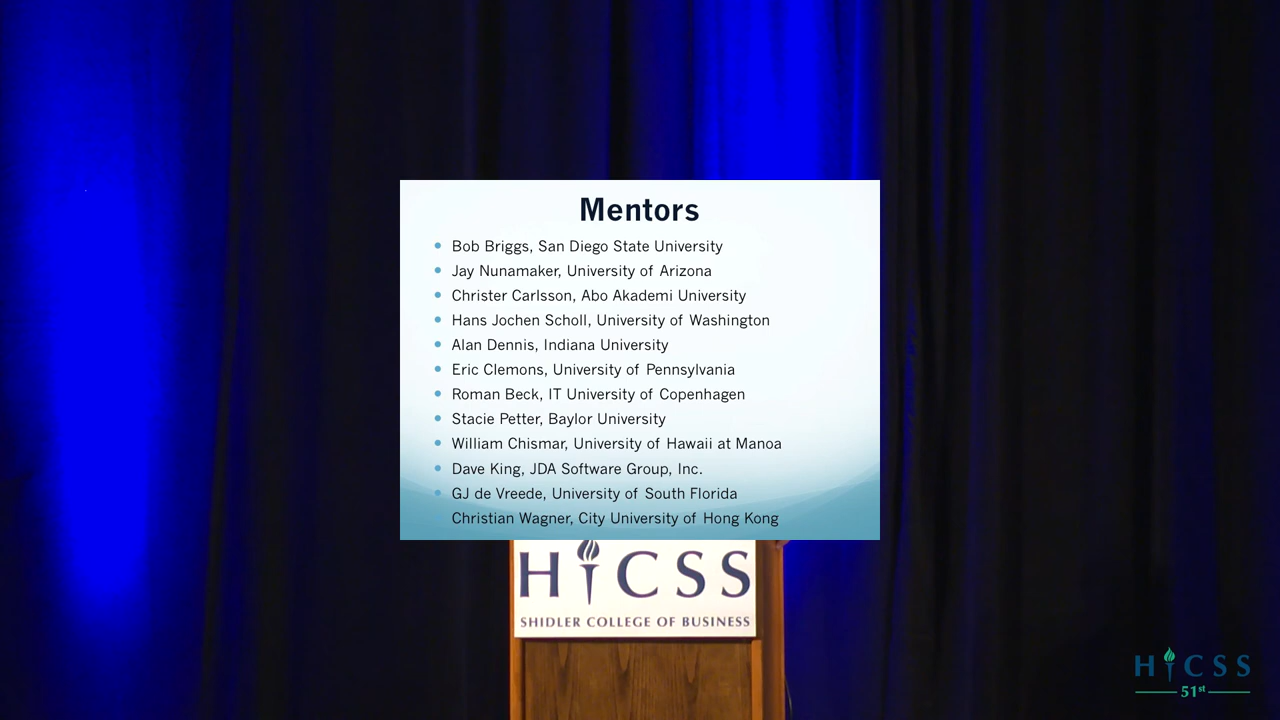 Mentors
Bob Briggs, San Diego State University
Jay Nunamaker, University of Arizona
Christer Carlsson, Abo Akademi University
Hans Jochen Scholl, University of Washington
Alan Dennis, Indiana University
Eric Clemons, University of Pennsylvania
Roman Beck, IT University of Copenhagen
Stacie Petter, Baylor University
William Chismar, University of Hawaii at Manoa
Dave King, JDA Software Group, Inc.
GJ de Vreede, University of South Florida
Christian Wagner, City University of Hong Kong
HiCSS
SHIDLER COLLEGE OF BUSINESS
HiCSS
51st